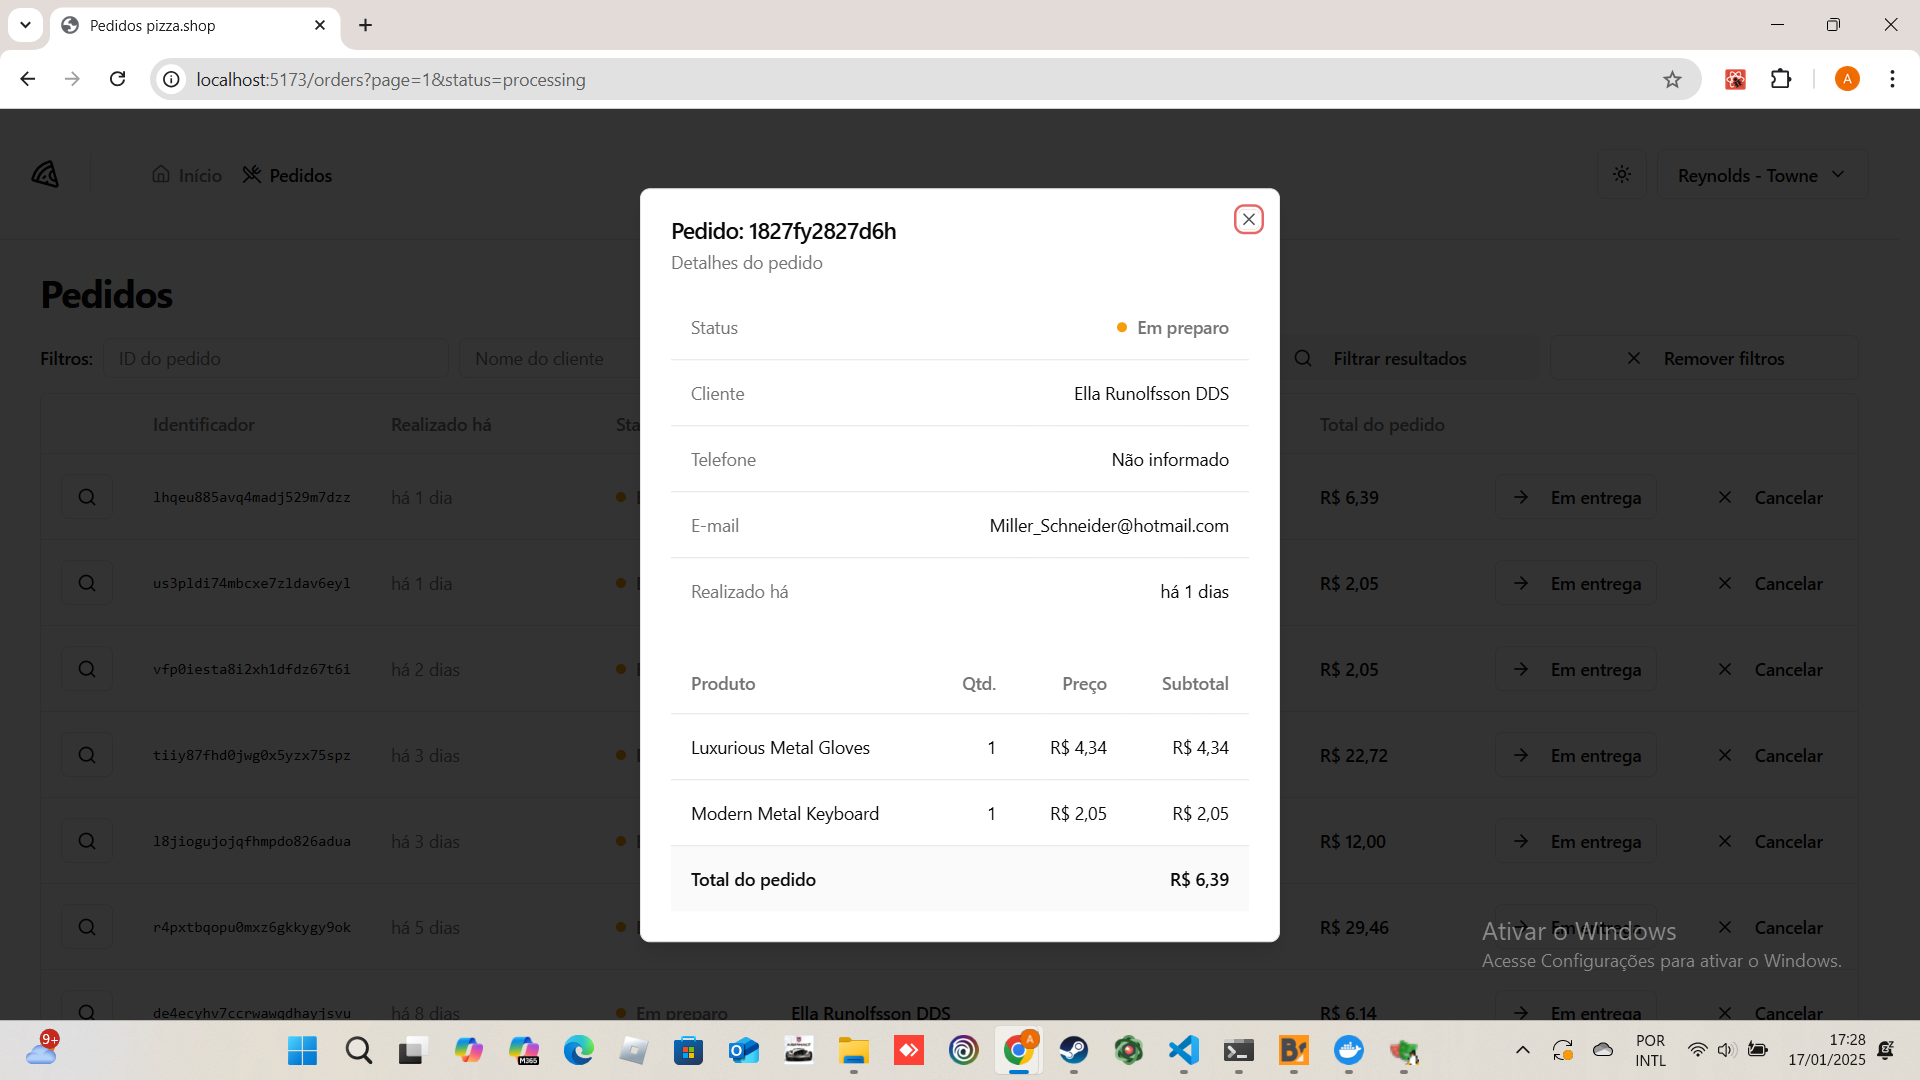 Pedidos pizza.shop
localhost:5173/orders?page=1&status=processing
A
Início
Pedidos
Reynolds - Towne
Pedidos
Filtros:
ID do pedido
Nome do cliente
Filtrar resultados
Remover filtros
Identificador
Realizado há
Sta
Total do pedido
lhqeu885avq4madj529m7dzz
há 1 dia
R$ 6,39
Em entrega
Cancelar
us3pldi74mbcxe7zldav6eyl
há 1 dia
R$ 2,05
Em entrega
Cancelar
vfp0iesta8i2xh1dfdz67t6i
há 2 dias
R$ 2,05
Em entrega
Cancelar
tiiy87fhd0jwg0x5yzx75spz
há 3 dias
R$ 22,72
Em entrega
Cancelar
l8jiogujojqfhmpdo826adua
há 3 dias
R$ 12,00
Em entrega
Cancelar
r4pxtbqopu0mxz6gkkygy9ok
há 5 dias
R$ 29,46
Em entrega
Cancelar
de4ecyhv7ccrwawqdhayjsvu
há 8 dias
Em preparo
Ella Runolfsson DDS
R$ 6,14
Em entrega
Cancelar
Pedido: 1827fy2827d6h
Detalhes do pedido
Status
Em preparo
Cliente
Ella Runolfsson DDS
Telefone
Não informado
E-mail
Miller_Schneider@hotmail.com
Realizado há
há 1 dias
Produto Qtd. Preço Subtotal
Luxurious Metal Gloves 1 R$ 4,34 R$ 4,34
Modern Metal Keyboard 1 R$ 2,05 R$ 2,05
Total do pedido R$ 6,39
Ativar o Windows
Acesse Configurações para ativar o Windows.
9+
M365
A
POR
INTL
17:28
17/01/2025